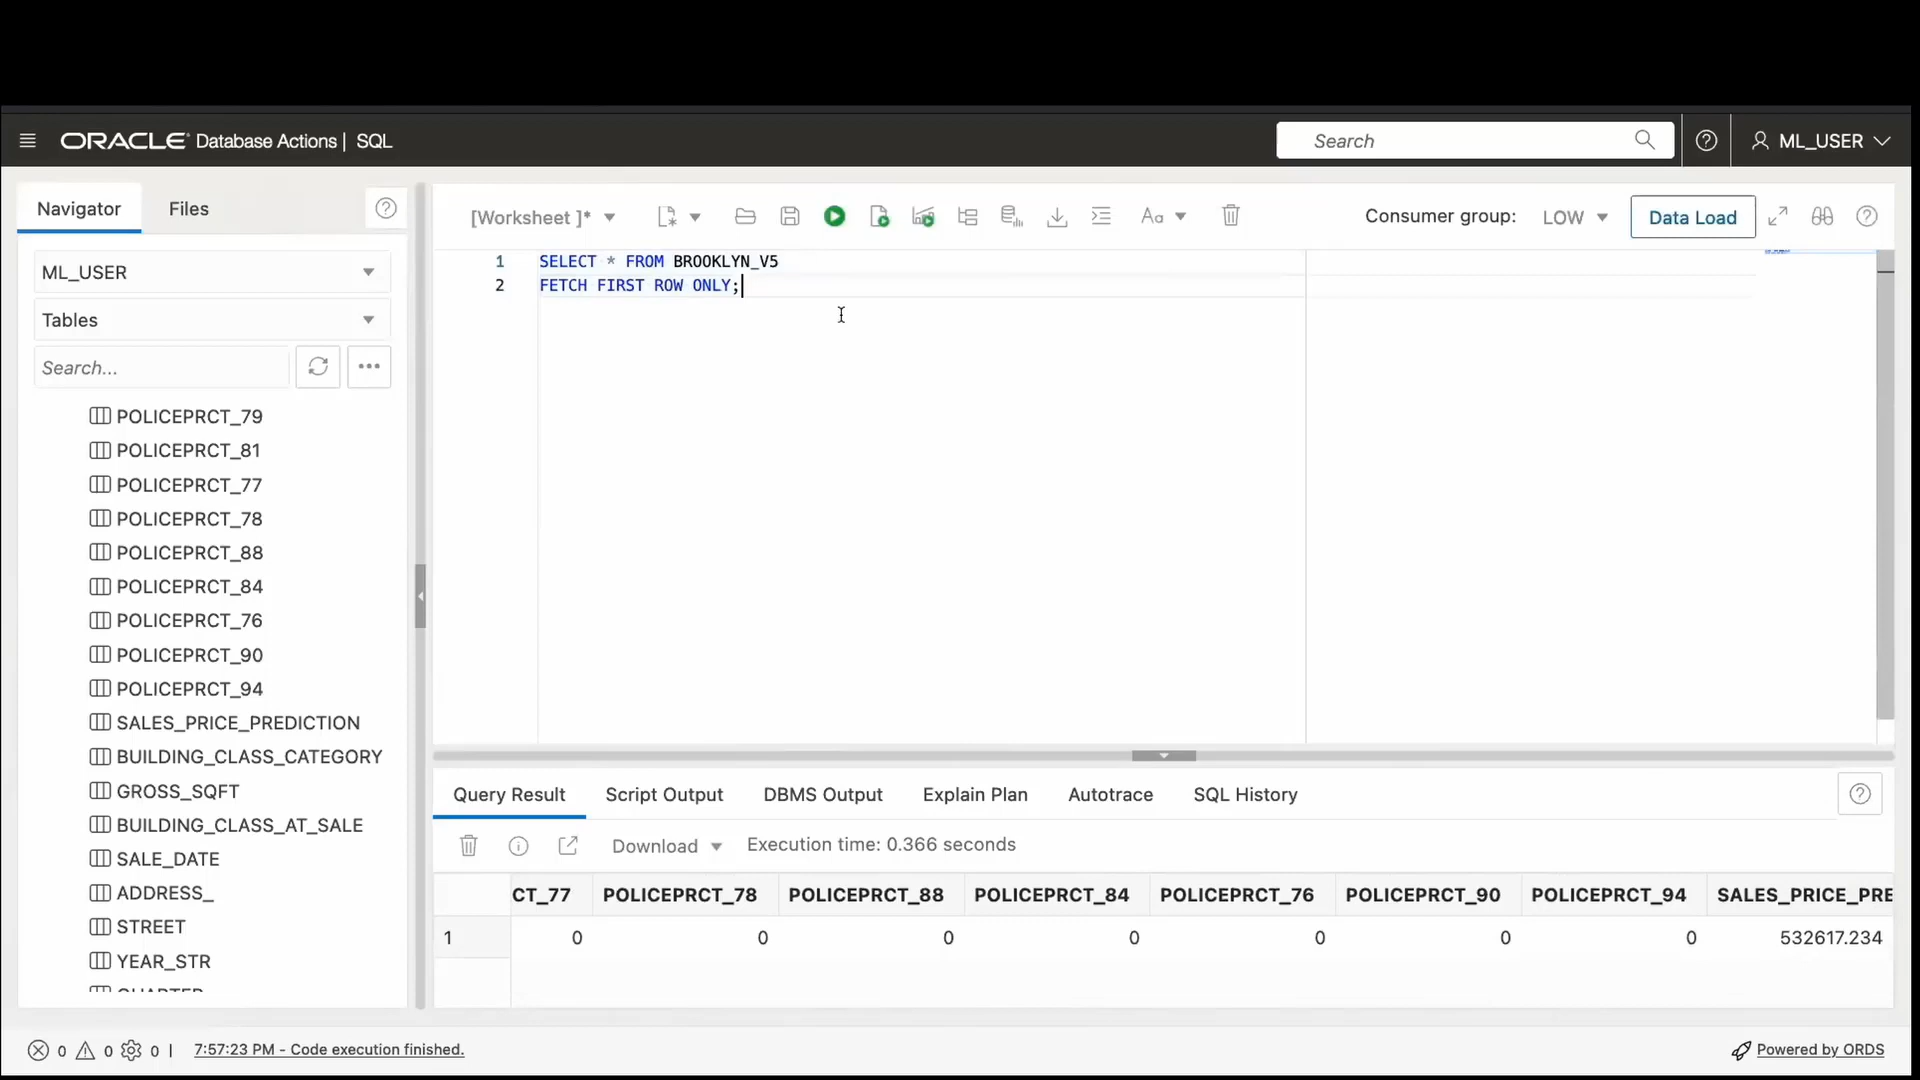 ORACLE Database Actions | SQL
Search
ML_USER
Navigator
Files
ML_USER
Tables
Search...
POLICEPRCT_79
POLICEPRCT_81
POLICEPRCT_77
POLICEPRCT_78
POLICEPRCT_88
POLICEPRCT_84
POLICEPRCT_76
POLICEPRCT_90
POLICEPRCT_94
SALES_PRICE_PREDICTION
BUILDING_CLASS_CATEGORY
GROSS_SQFT
BUILDING_CLASS_AT_SALE
SALE_DATE
ADDRESS_
STREET
YEAR_STR
[Worksheet ]*
Aa
Consumer group: LOW
Data Load
1 SELECT * FROM BROOKLYN_V5
2 FETCH FIRST ROW ONLY;
Query Result Script Output DBMS Output Explain Plan Autotrace SQL History
Download Execution time: 0.366 seconds
CT_77 POLICEPRCT_78 POLICEPRCT_88 POLICEPRCT_84 POLICEPRCT_76 POLICEPRCT_90 POLICEPRCT_94 SALES_PRICE_PRE
1 0 0 0 0 0 0 0 532617.234
0 0 0 | 7:57:23 PM - Code execution finished.
Powered by ORDS